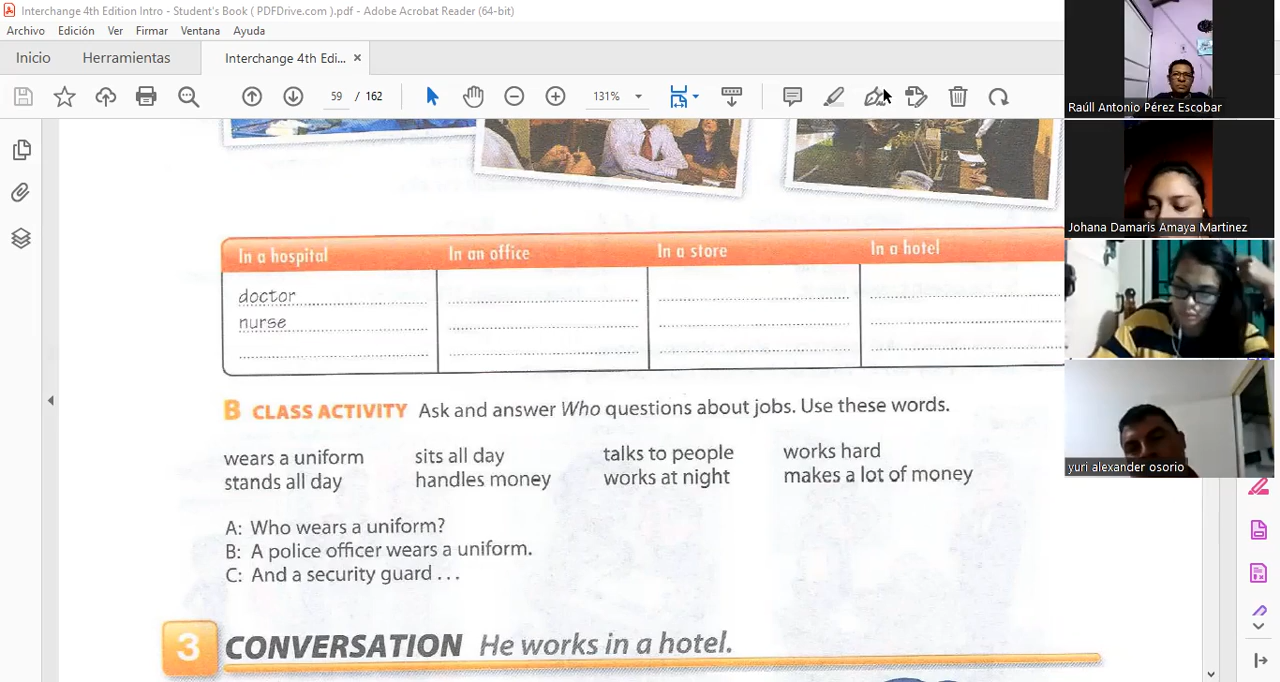 Interchange 4th Edition Intro - Student's Book ( PDFDrive.com ).pdf - Adobe Acrobat Reader (64-bit)
Archivo Edición Ver Firmar Ventana Ayuda
Inicio Herramientas Interchange 4th Edi... ×
59 / 162 131%
Raúll Antonio Pérez Escobar
Johana Damaris Amaya Martinez
yuri alexander osorio
In a hospital In an office In a store In a hotel
doctor
nurse
B CLASS ACTIVITY Ask and answer Who questions about jobs. Use these words.
wears a uniform sits all day talks to people works hard
stands all day handles money works at night makes a lot of money
A: Who wears a uniform?
B: A police officer wears a uniform.
C: And a security guard . . .
3 CONVERSATION He works in a hotel.